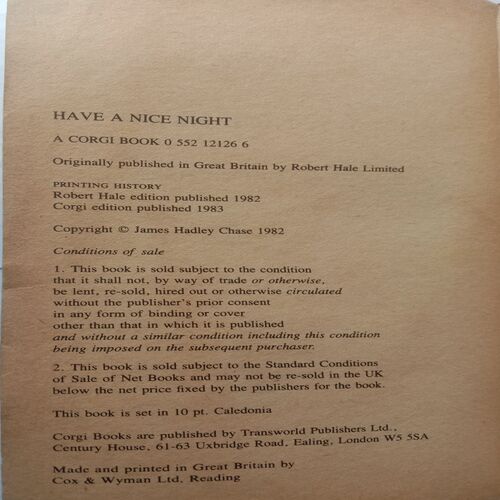 HAVE A NICE NIGHT
A CORGI BOOK 0 552 12126 6
Originally published in Great Britain by Robert Hale Limited
PRINTING HISTORY
Robert Hale edition published 1982
Corgi edition published 1983
Copyright © James Hadley Chase 1982
Conditions of sale
1. This book is sold subject to the condition
that it shall not, by way of trade or otherwise,
be lent, re-sold, hired out or otherwise circulated
without the publisher's prior consent
in any form of binding or cover
other than that in which it is published
and without a similar condition including this condition
being imposed on the subsequent purchaser.
2. This book is sold subject to the Standard Conditions
of Sale of Net Books and may not be re-sold in the UK
below the net price fixed by the publishers for the book.
This book is set in 10 pt. Caledonia
Corgi Books are published by Transworld Publishers Ltd.,
Century House, 61-63 Uxbridge Road, Ealing, London W5 5SA
Made and printed in Great Britain by
Cox & Wyman Ltd, Reading